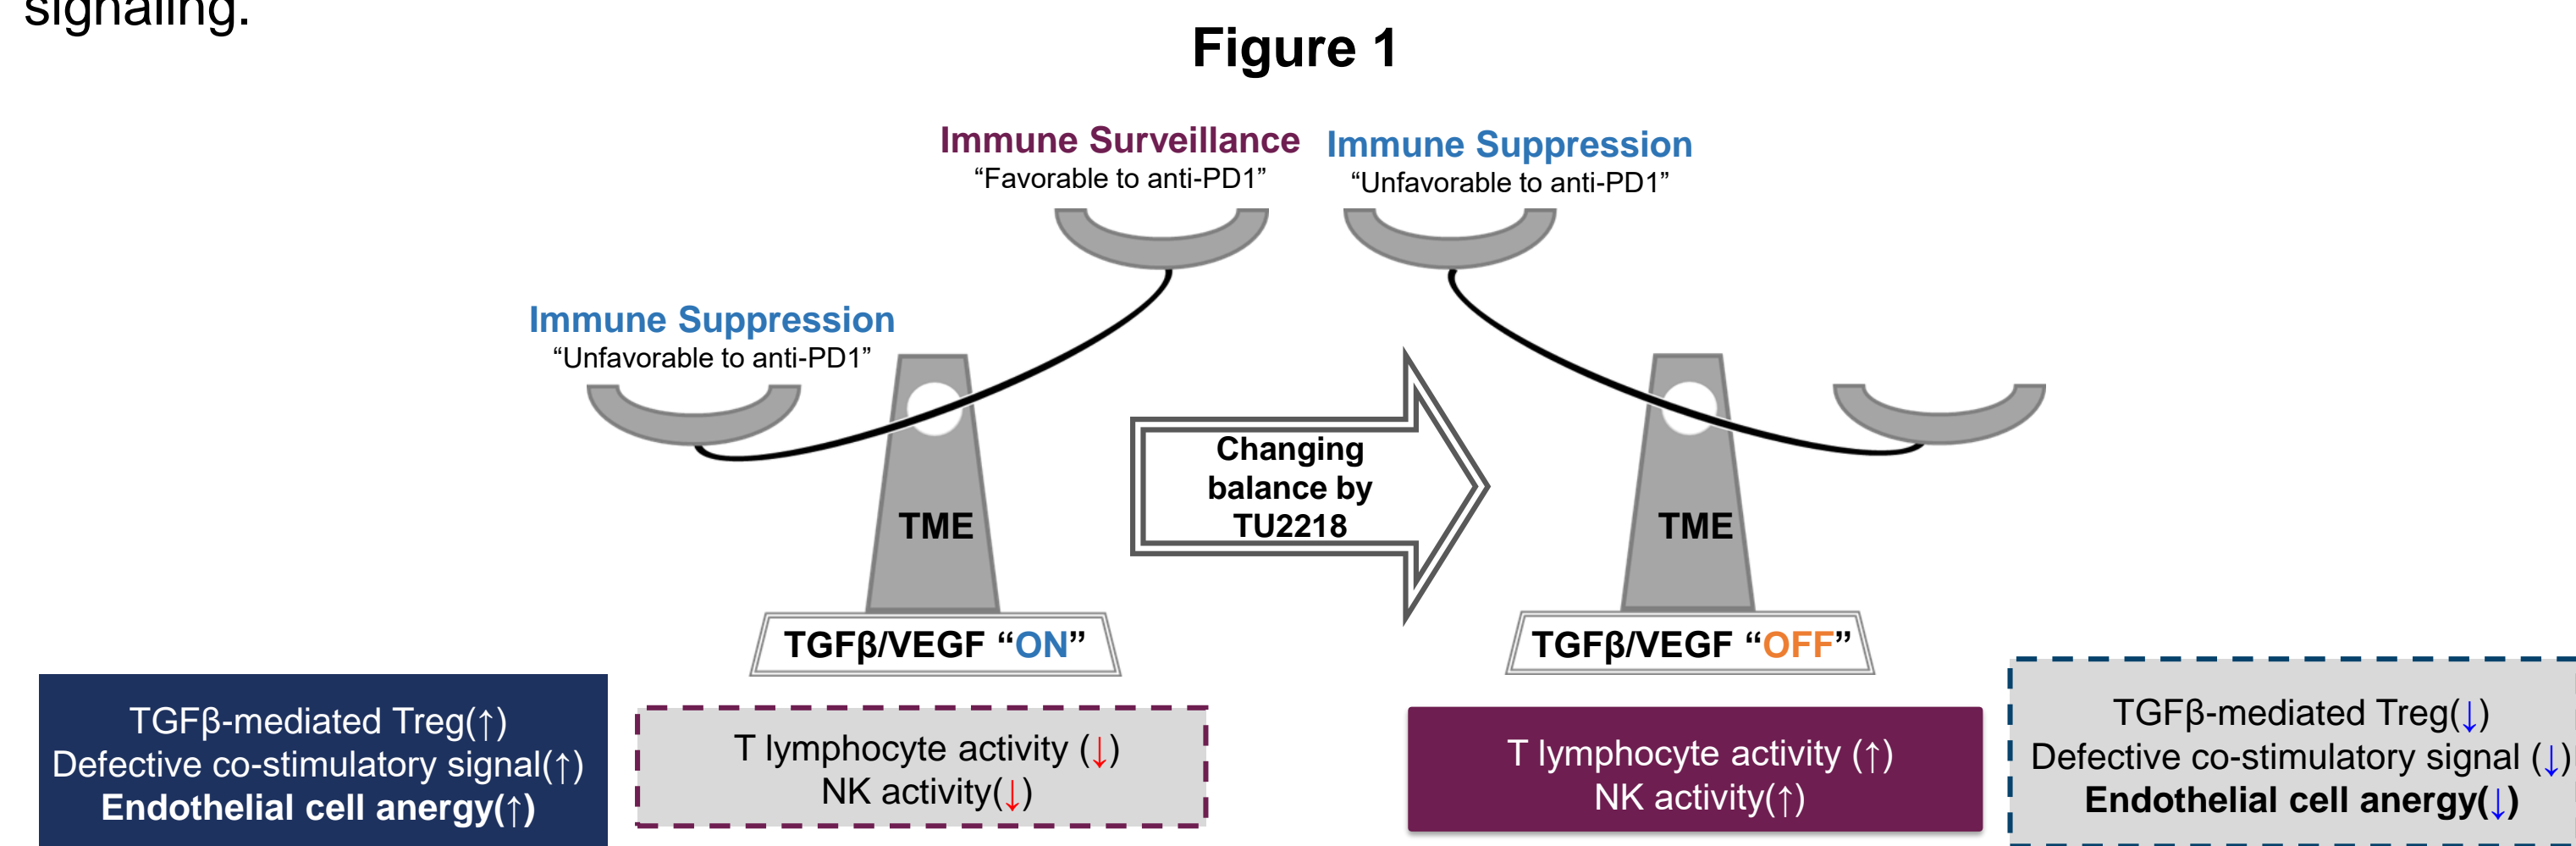 signaling.
Figure 1
Immune Surveillance
“Favorable to anti-PD1”
Immune Suppression
“Unfavorable to anti-PD1”
Immune Suppression
“Unfavorable to anti-PD1”
Changing
balance by
TU2218
TME
TME
TGFβ/VEGF “ON”
TGFβ/VEGF “OFF”
TGFβ-mediated Treg(↑)
Defective co-stimulatory signal(↑)
Endothelial cell anergy(↑)
T lymphocyte activity (↓)
NK activity(↓)
T lymphocyte activity (↑)
NK activity(↑)
TGFβ-mediated Treg(↓)
Defective co-stimulatory signal (↓)
Endothelial cell anergy(↓)